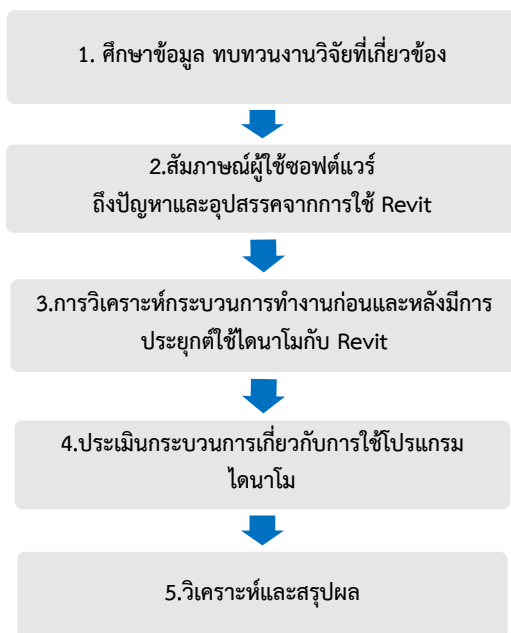 1. ศึกษาข้อมูล ทบทวนงานวิจัยที่เกี่ยวข้อง
2.สัมภาษณ์ผู้ใช้ซอฟต์แวร์
ถึงปัญหาและอุปสรรคจากการใช้ Revit
3.การวิเคราะห์กระบวนการทำงานก่อนและหลังมีการ
ประยุกต์ใช้ไดนาโมกับ Revit
4.ประเมินกระบวนการเกี่ยวกับการใช้โปรแกรม
ไดนาโม
5.วิเคราะห์และสรุปผล